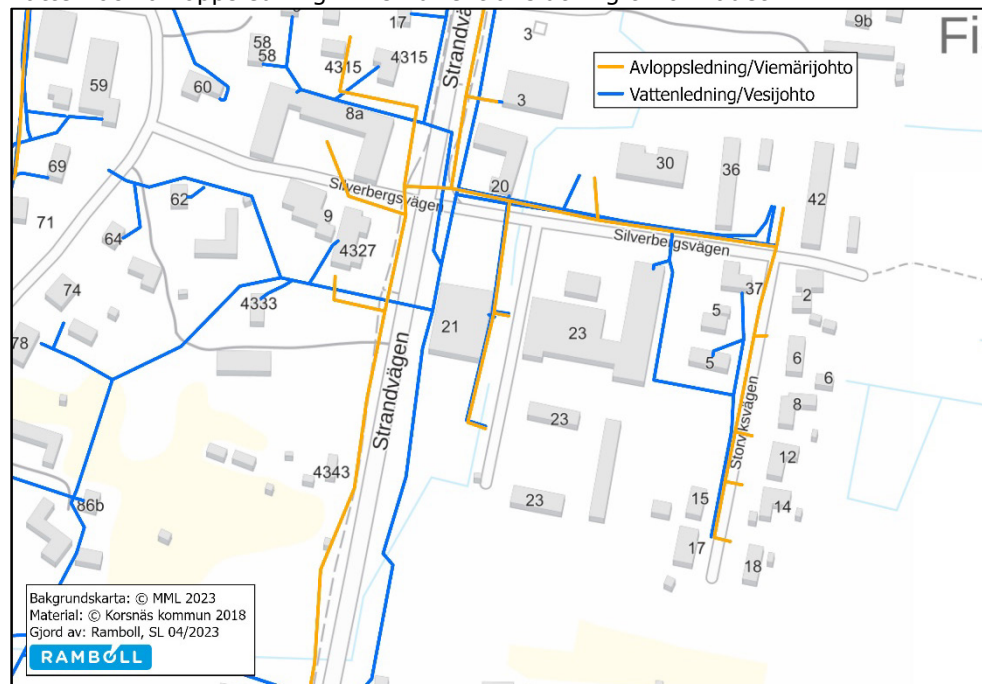 58
58
17
4315
4315
Strandvägen
3
3
9b
Fi
Avloppsledning/Viemärijohto
Vattenledning/Vesijohto
59
60
8a
69
62
Silverbergsvägen
20
30
36
42
71
64
9
4327
Silverbergsvägen
74
4333
21
23
37
2
5
5
78
6
6
Strandvägen
8
23
Storviksvägen
12
4343
86b
23
15
14
17
18
Bakgrundskarta: © MML 2023
Material: © Korsnäs kommun 2018
Gjord av: Ramboll, SL 04/2023
RAMBOLL